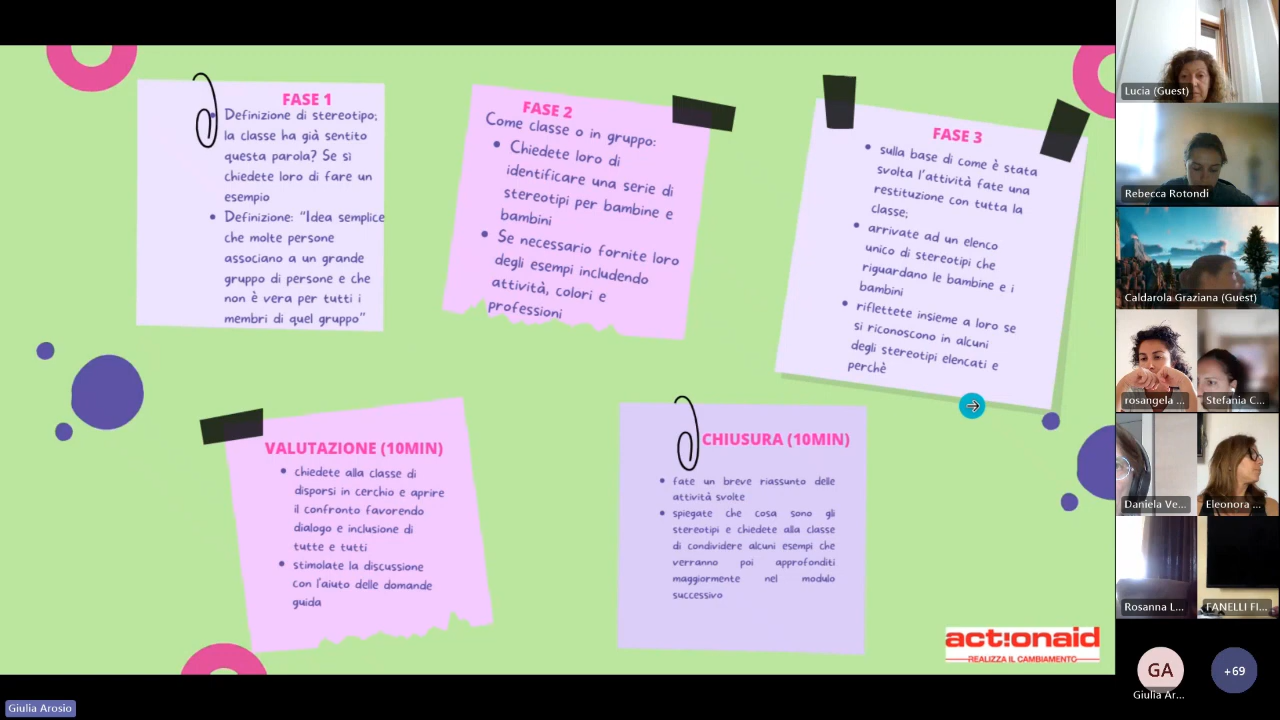 FASE 1
Definizione di stereotipo:
la classe ha già sentito
questa parola? Se sì
chiedete loro di fare un
esempio
Definizione: “Idea semplice
che molte persone
associano a un grande
gruppo di persone e che
non è vera per tutti i
membri di quel gruppo”
FASE 2
Come classe o in gruppo:
Chiedete loro di
identificare una serie di
stereotipi per bambine e
bambini
Se necessario fornite loro
degli esempi includendo
attività, colori e
professioni
FASE 3
sulla base di come è stata
svolta l'attività fate una
restituzione con tutta la
classe;
arrivate ad un elenco
unico di stereotipi che
riguardano le bambine e i
bambini
riflettete insieme a loro se
si riconoscono in alcuni
degli stereotipi elencati e
perchè
VALUTAZIONE (10MIN)
chiedete alla classe di
disporsi in cerchio e aprire
il confronto favorendo
dialogo e inclusione di
tutte e tutti
stimolate la discussione
con l'aiuto delle domande
guida
CHIUSURA (10MIN)
fate un breve riassunto delle
attività svolte
spiegate che cosa sono gli
stereotipi e chiedete alla classe
di condividere alcuni esempi che
verranno poi approfonditi
maggiormente nel modulo
successivo
act:onaid
REALIZZA IL CAMBIAMENTO
Giulia Arosio
Lucia (Guest)
Rebecca Rotondi
Caldarola Graziana (Guest)
rosangela ...
Stefania C...
Daniela Ve...
Eleonora ...
Rosanna L...
FANELLI FI...
GA
Giulia Ar...
+69